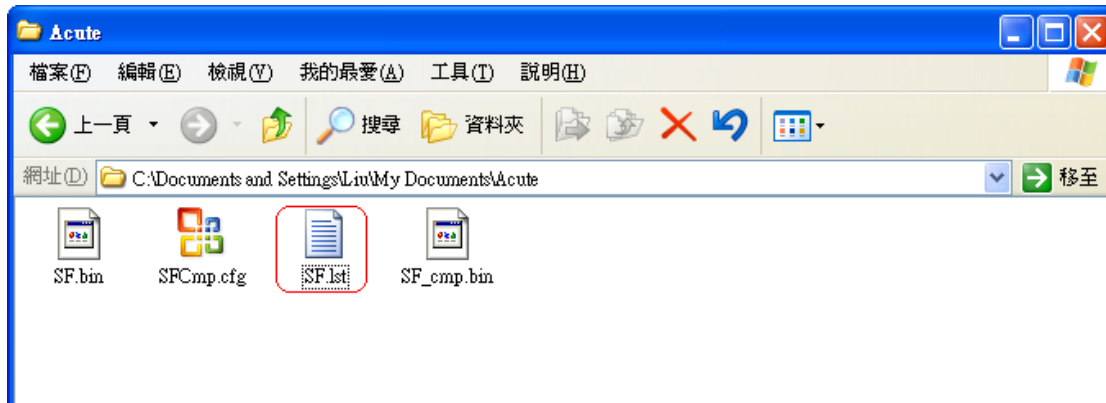 Acute
檔案(F) 編輯(E) 檢視(V) 我的最愛(A) 工具(T) 說明(H)
上一頁 搜尋 資料夾
網址(D) C:\Documents and Settings\Liu\My Documents\Acute 移至
SF.bin SFCmp.cfg SF.lst SF_cmp.bin